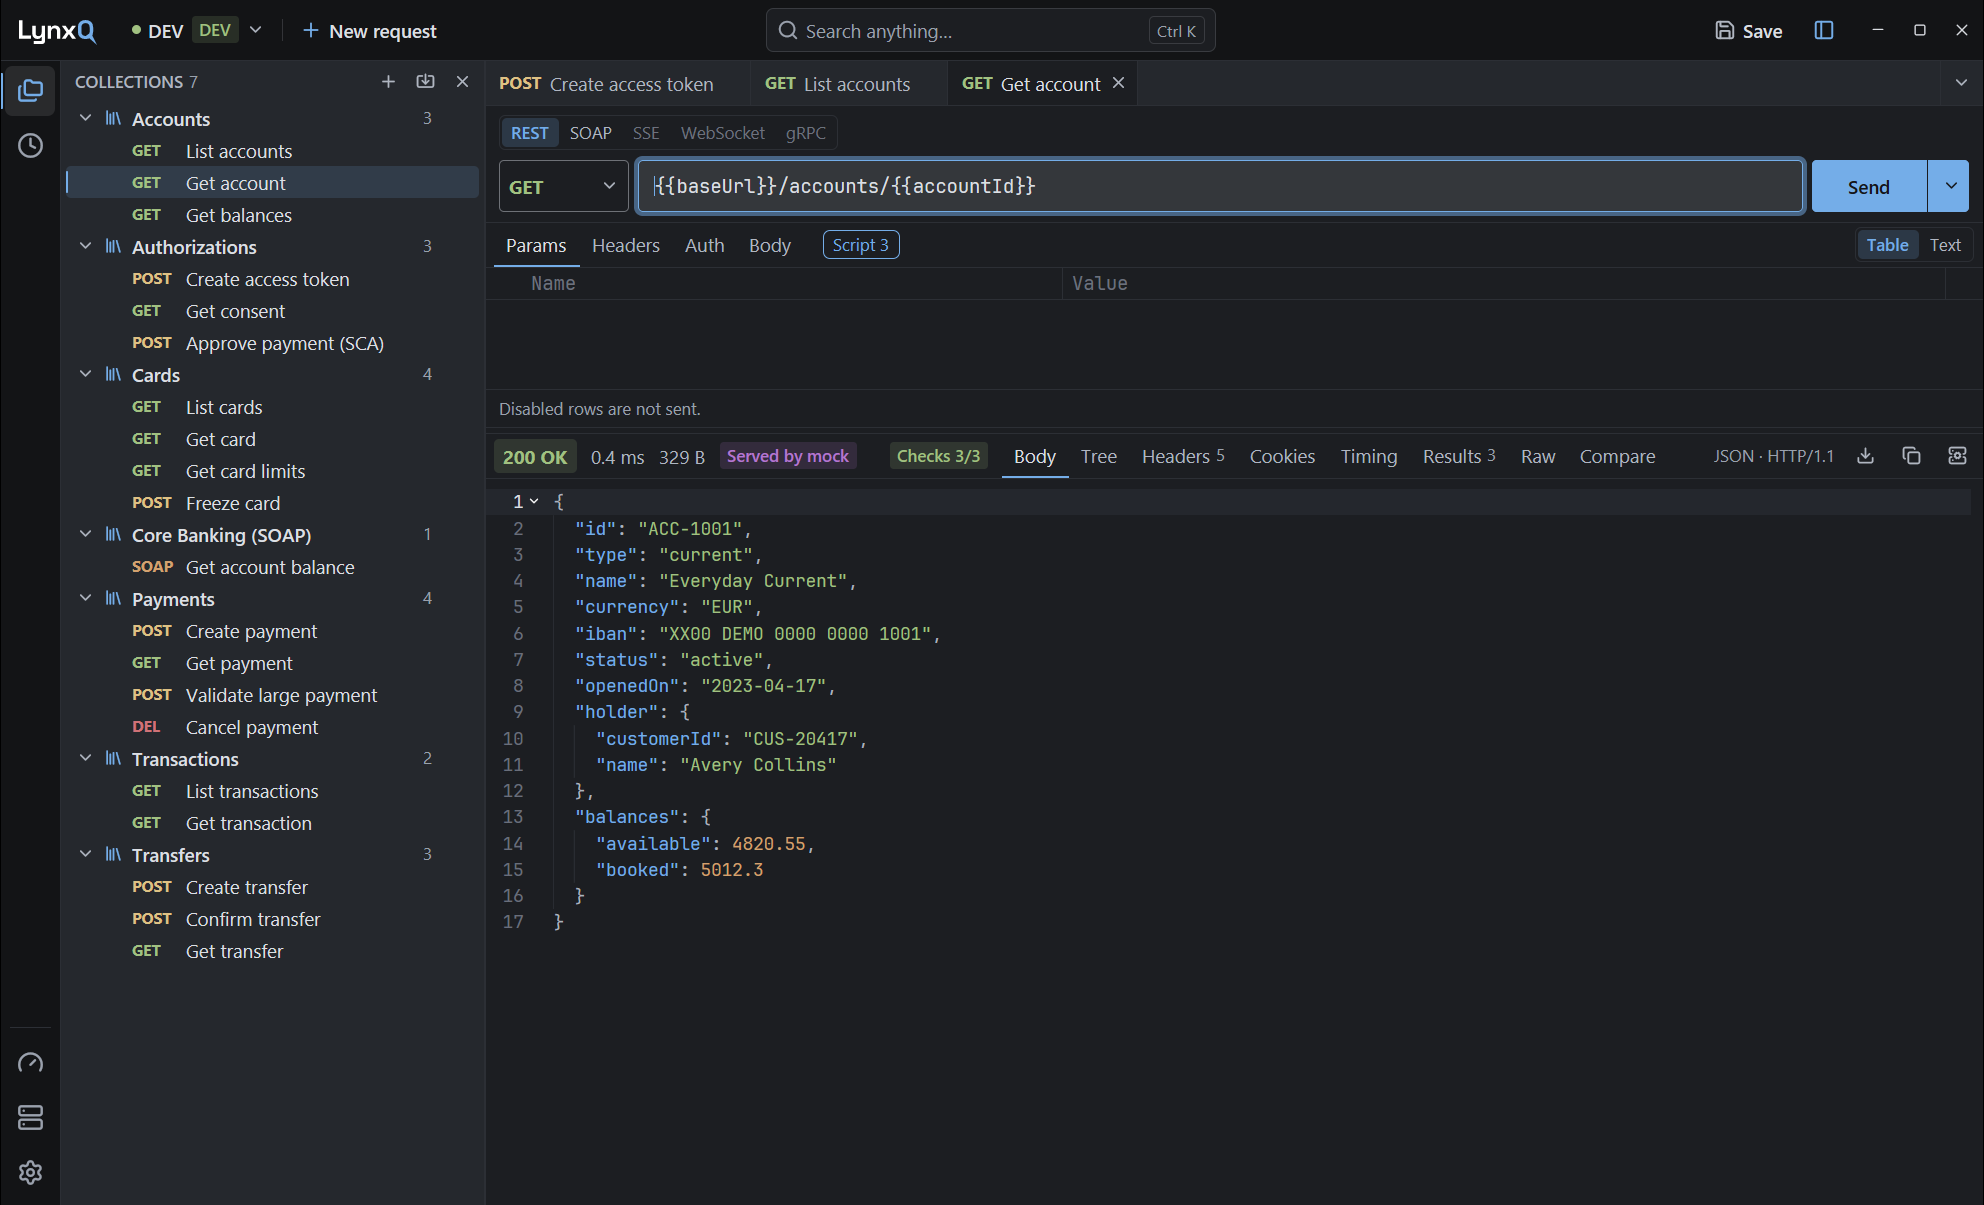 LynxQ DEV DEV New request Search anything... Ctrl K Save
COLLECTIONS 7
Accounts 3
GET List accounts
GET Get account
GET Get balances
Authorizations 3
POST Create access token
GET Get consent
POST Approve payment (SCA)
Cards 4
GET List cards
GET Get card
GET Get card limits
POST Freeze card
Core Banking (SOAP) 1
SOAP Get account balance
Payments 4
POST Create payment
GET Get payment
POST Validate large payment
DEL Cancel payment
Transactions 2
GET List transactions
GET Get transaction
Transfers 3
POST Create transfer
POST Confirm transfer
GET Get transfer
POST Create access token GET List accounts GET Get account
REST SOAP SSE WebSocket gRPC
GET {{baseUrl}}/accounts/{{accountId}} Send
Params Headers Auth Body Script 3 Table Text
Name Value
Disabled rows are not sent.
200 OK 0.4 ms 329 B Served by mock Checks 3/3 Body Tree Headers 5 Cookies Timing Results 3 Raw Compare JSON · HTTP/1.1
1 {
2 "id": "ACC-1001",
3 "type": "current",
4 "name": "Everyday Current",
5 "currency": "EUR",
6 "iban": "XX00 DEMO 0000 0000 1001",
7 "status": "active",
8 "openedOn": "2023-04-17",
9 "holder": {
10 "customerId": "CUS-20417",
11 "name": "Avery Collins"
12 },
13 "balances": {
14 "available": 4820.55,
15 "booked": 5012.3
16 }
17 }